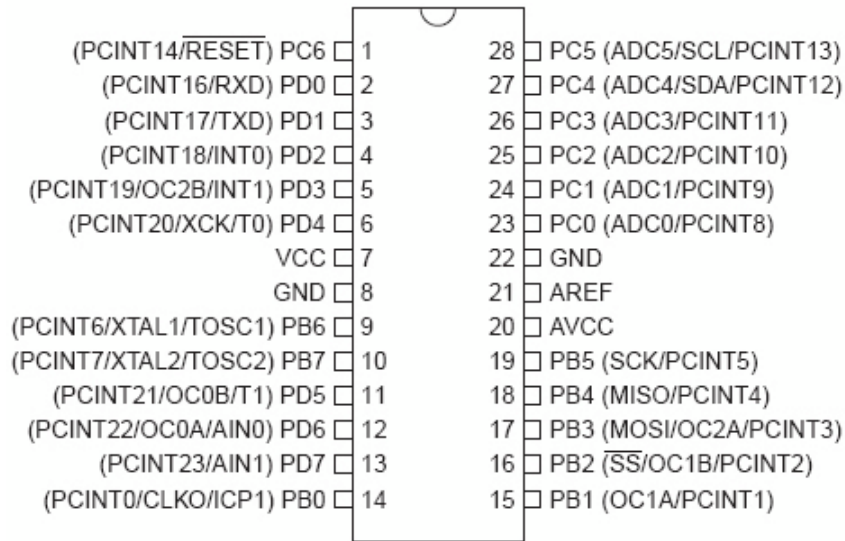 (PCINT14/RESET) PC6 1 28 PC5 (ADC5/SCL/PCINT13)
(PCINT16/RXD) PD0 2 27 PC4 (ADC4/SDA/PCINT12)
(PCINT17/TXD) PD1 3 26 PC3 (ADC3/PCINT11)
(PCINT18/INT0) PD2 4 25 PC2 (ADC2/PCINT10)
(PCINT19/OC2B/INT1) PD3 5 24 PC1 (ADC1/PCINT9)
(PCINT20/XCK/T0) PD4 6 23 PC0 (ADC0/PCINT8)
VCC 7 22 GND
GND 8 21 AREF
(PCINT6/XTAL1/TOSC1) PB6 9 20 AVCC
(PCINT7/XTAL2/TOSC2) PB7 10 19 PB5 (SCK/PCINT5)
(PCINT21/OC0B/T1) PD5 11 18 PB4 (MISO/PCINT4)
(PCINT22/OC0A/AIN0) PD6 12 17 PB3 (MOSI/OC2A/PCINT3)
(PCINT23/AIN1) PD7 13 16 PB2 (SS/OC1B/PCINT2)
(PCINT0/CLKO/ICP1) PB0 14 15 PB1 (OC1A/PCINT1)